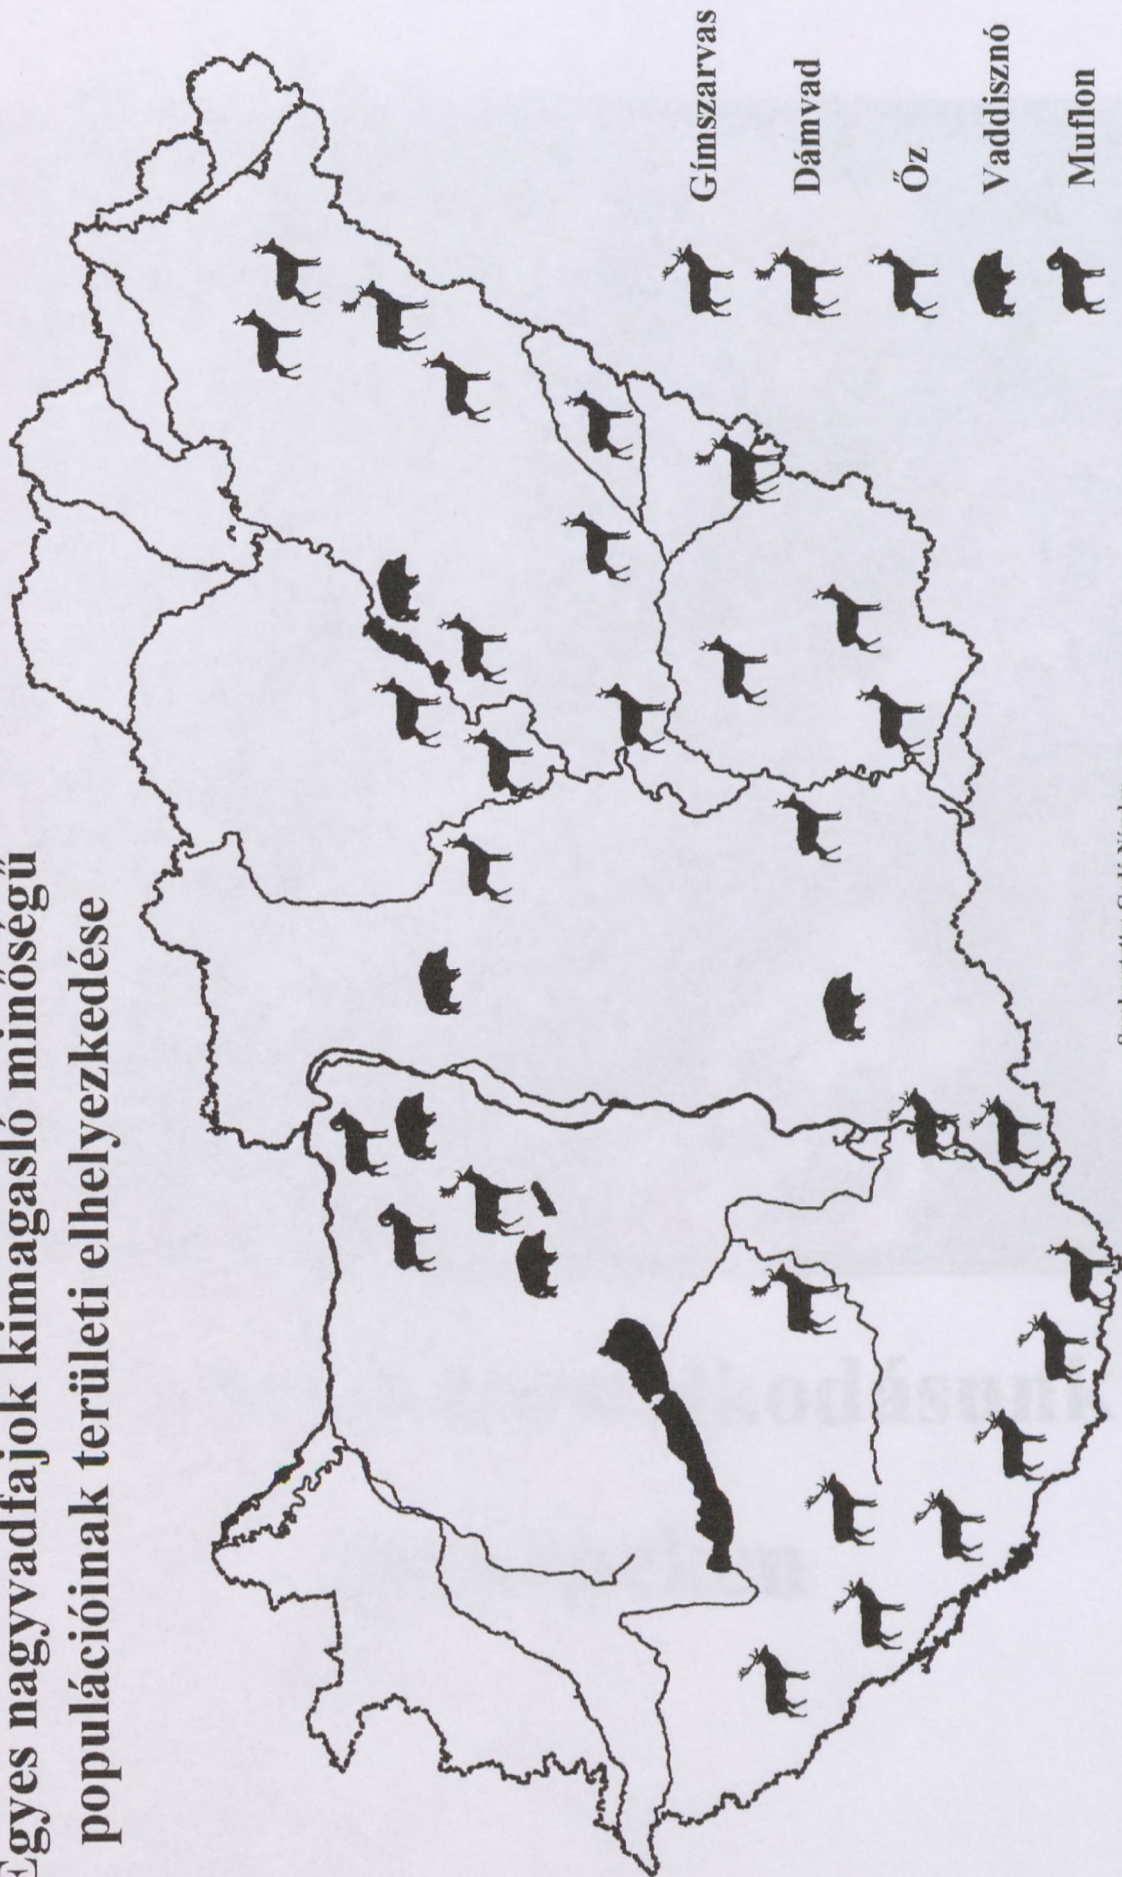 Egyes nagyvadfajok kimagasló minőségű
populációinak területi elhelyezkedése
Gímszarvas
Dámvad
Őz
Vaddisznó
Muflon